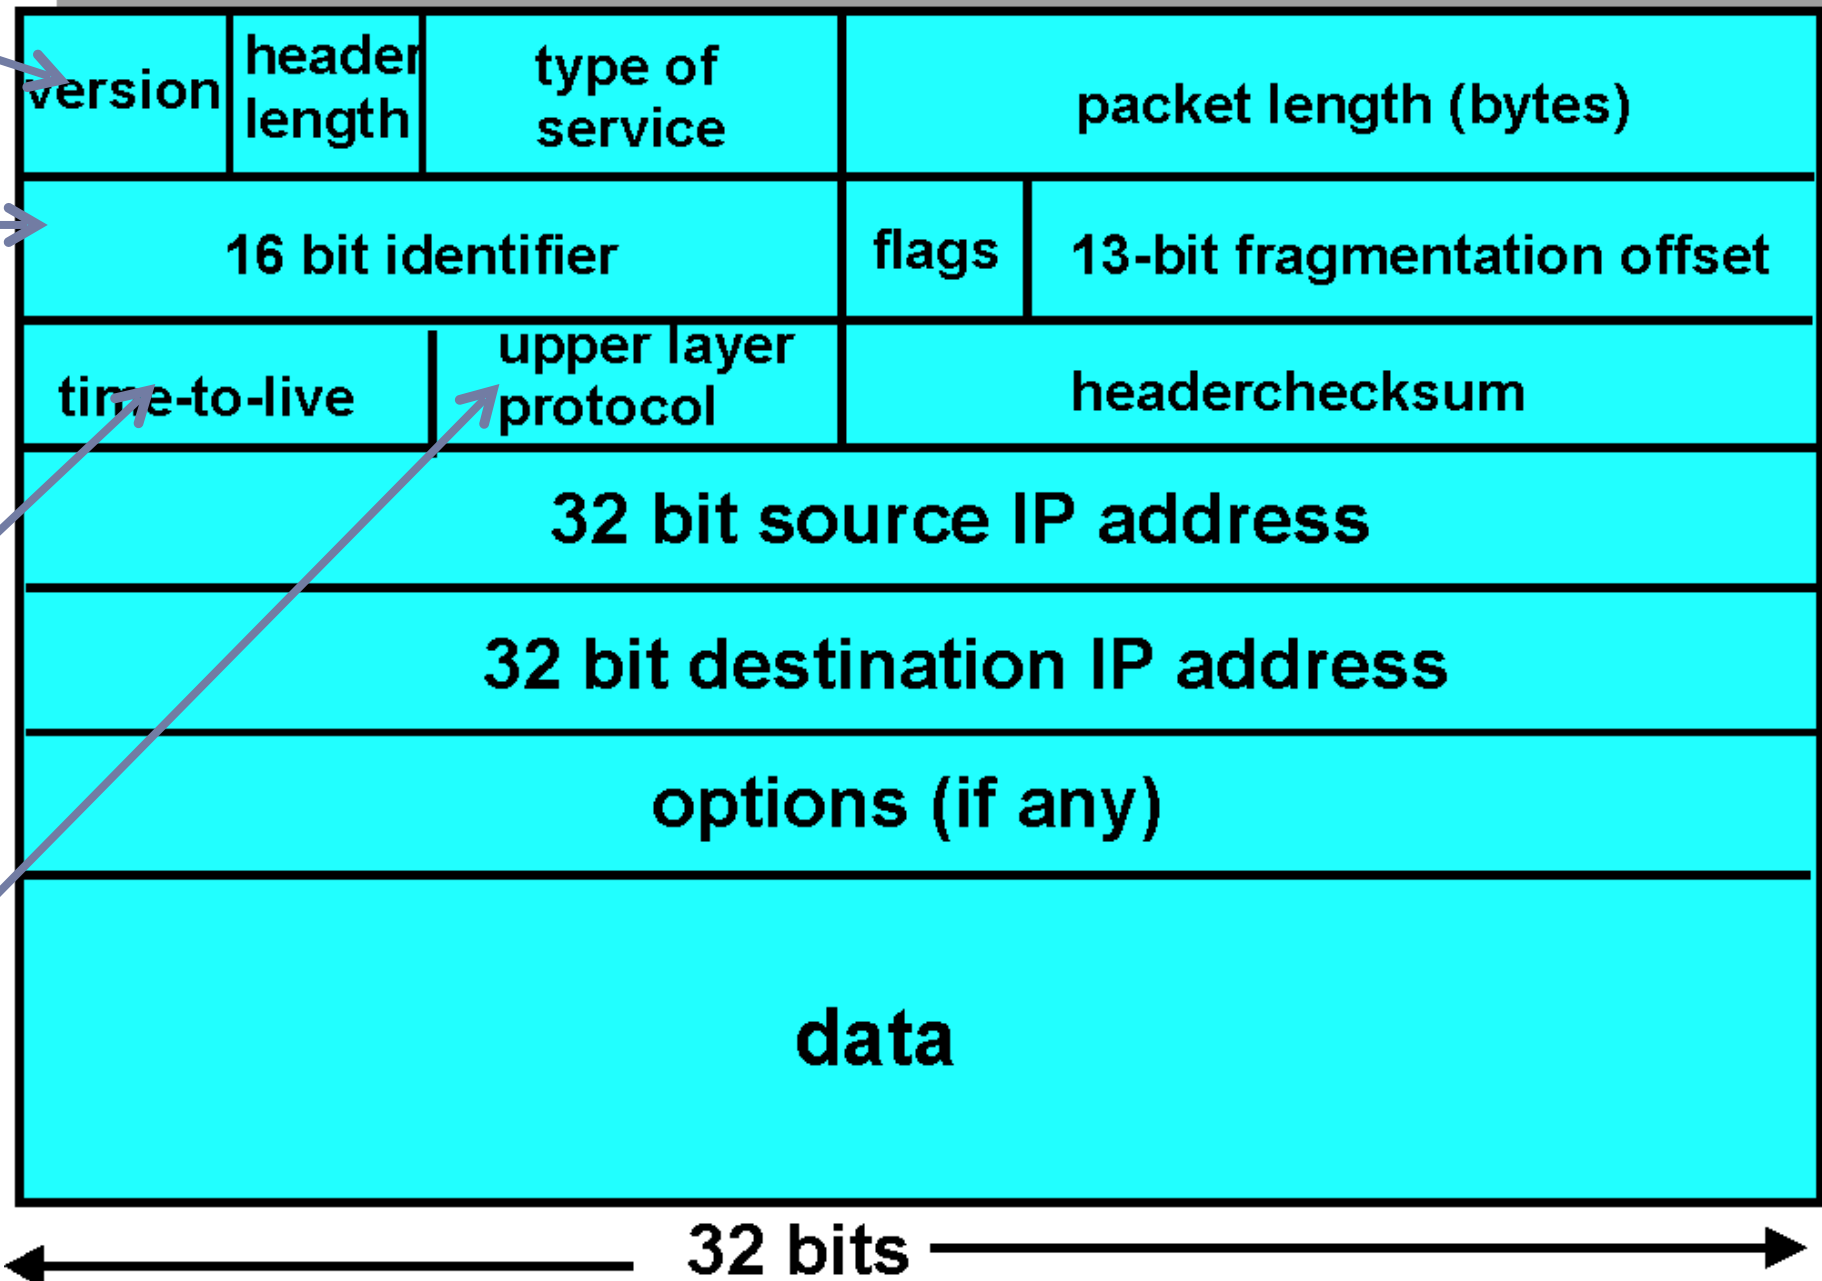 version
header
length
type of
service
packet length (bytes)
16 bit identifier
flags
13-bit fragmentation offset
time-to-live
upper layer
protocol
headerchecksum
32 bit source IP address
32 bit destination IP address
options (if any)
data
32 bits